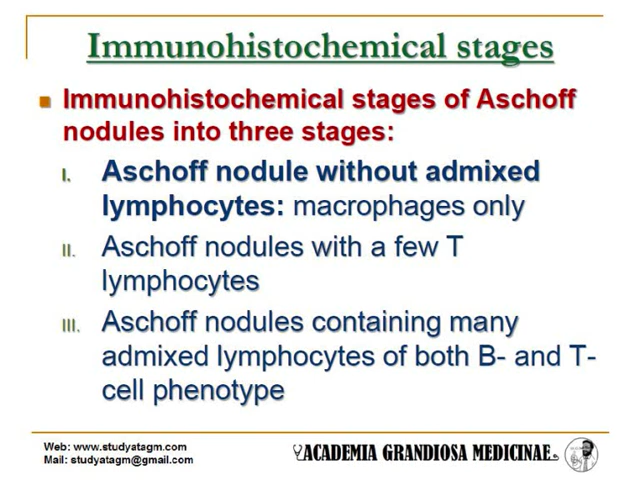 Immunohistochemical stages
Immunohistochemical stages of Aschoff
nodules into three stages:
I. Aschoff nodule without admixed
lymphocytes: macrophages only
II. Aschoff nodules with a few T
lymphocytes
III. Aschoff nodules containing many
admixed lymphocytes of both B- and T-
cell phenotype
Web: www.studyatagm.com
Mail: studyatagm@gmail.com
ACADEMIA GRANDIOSA MEDICINAE